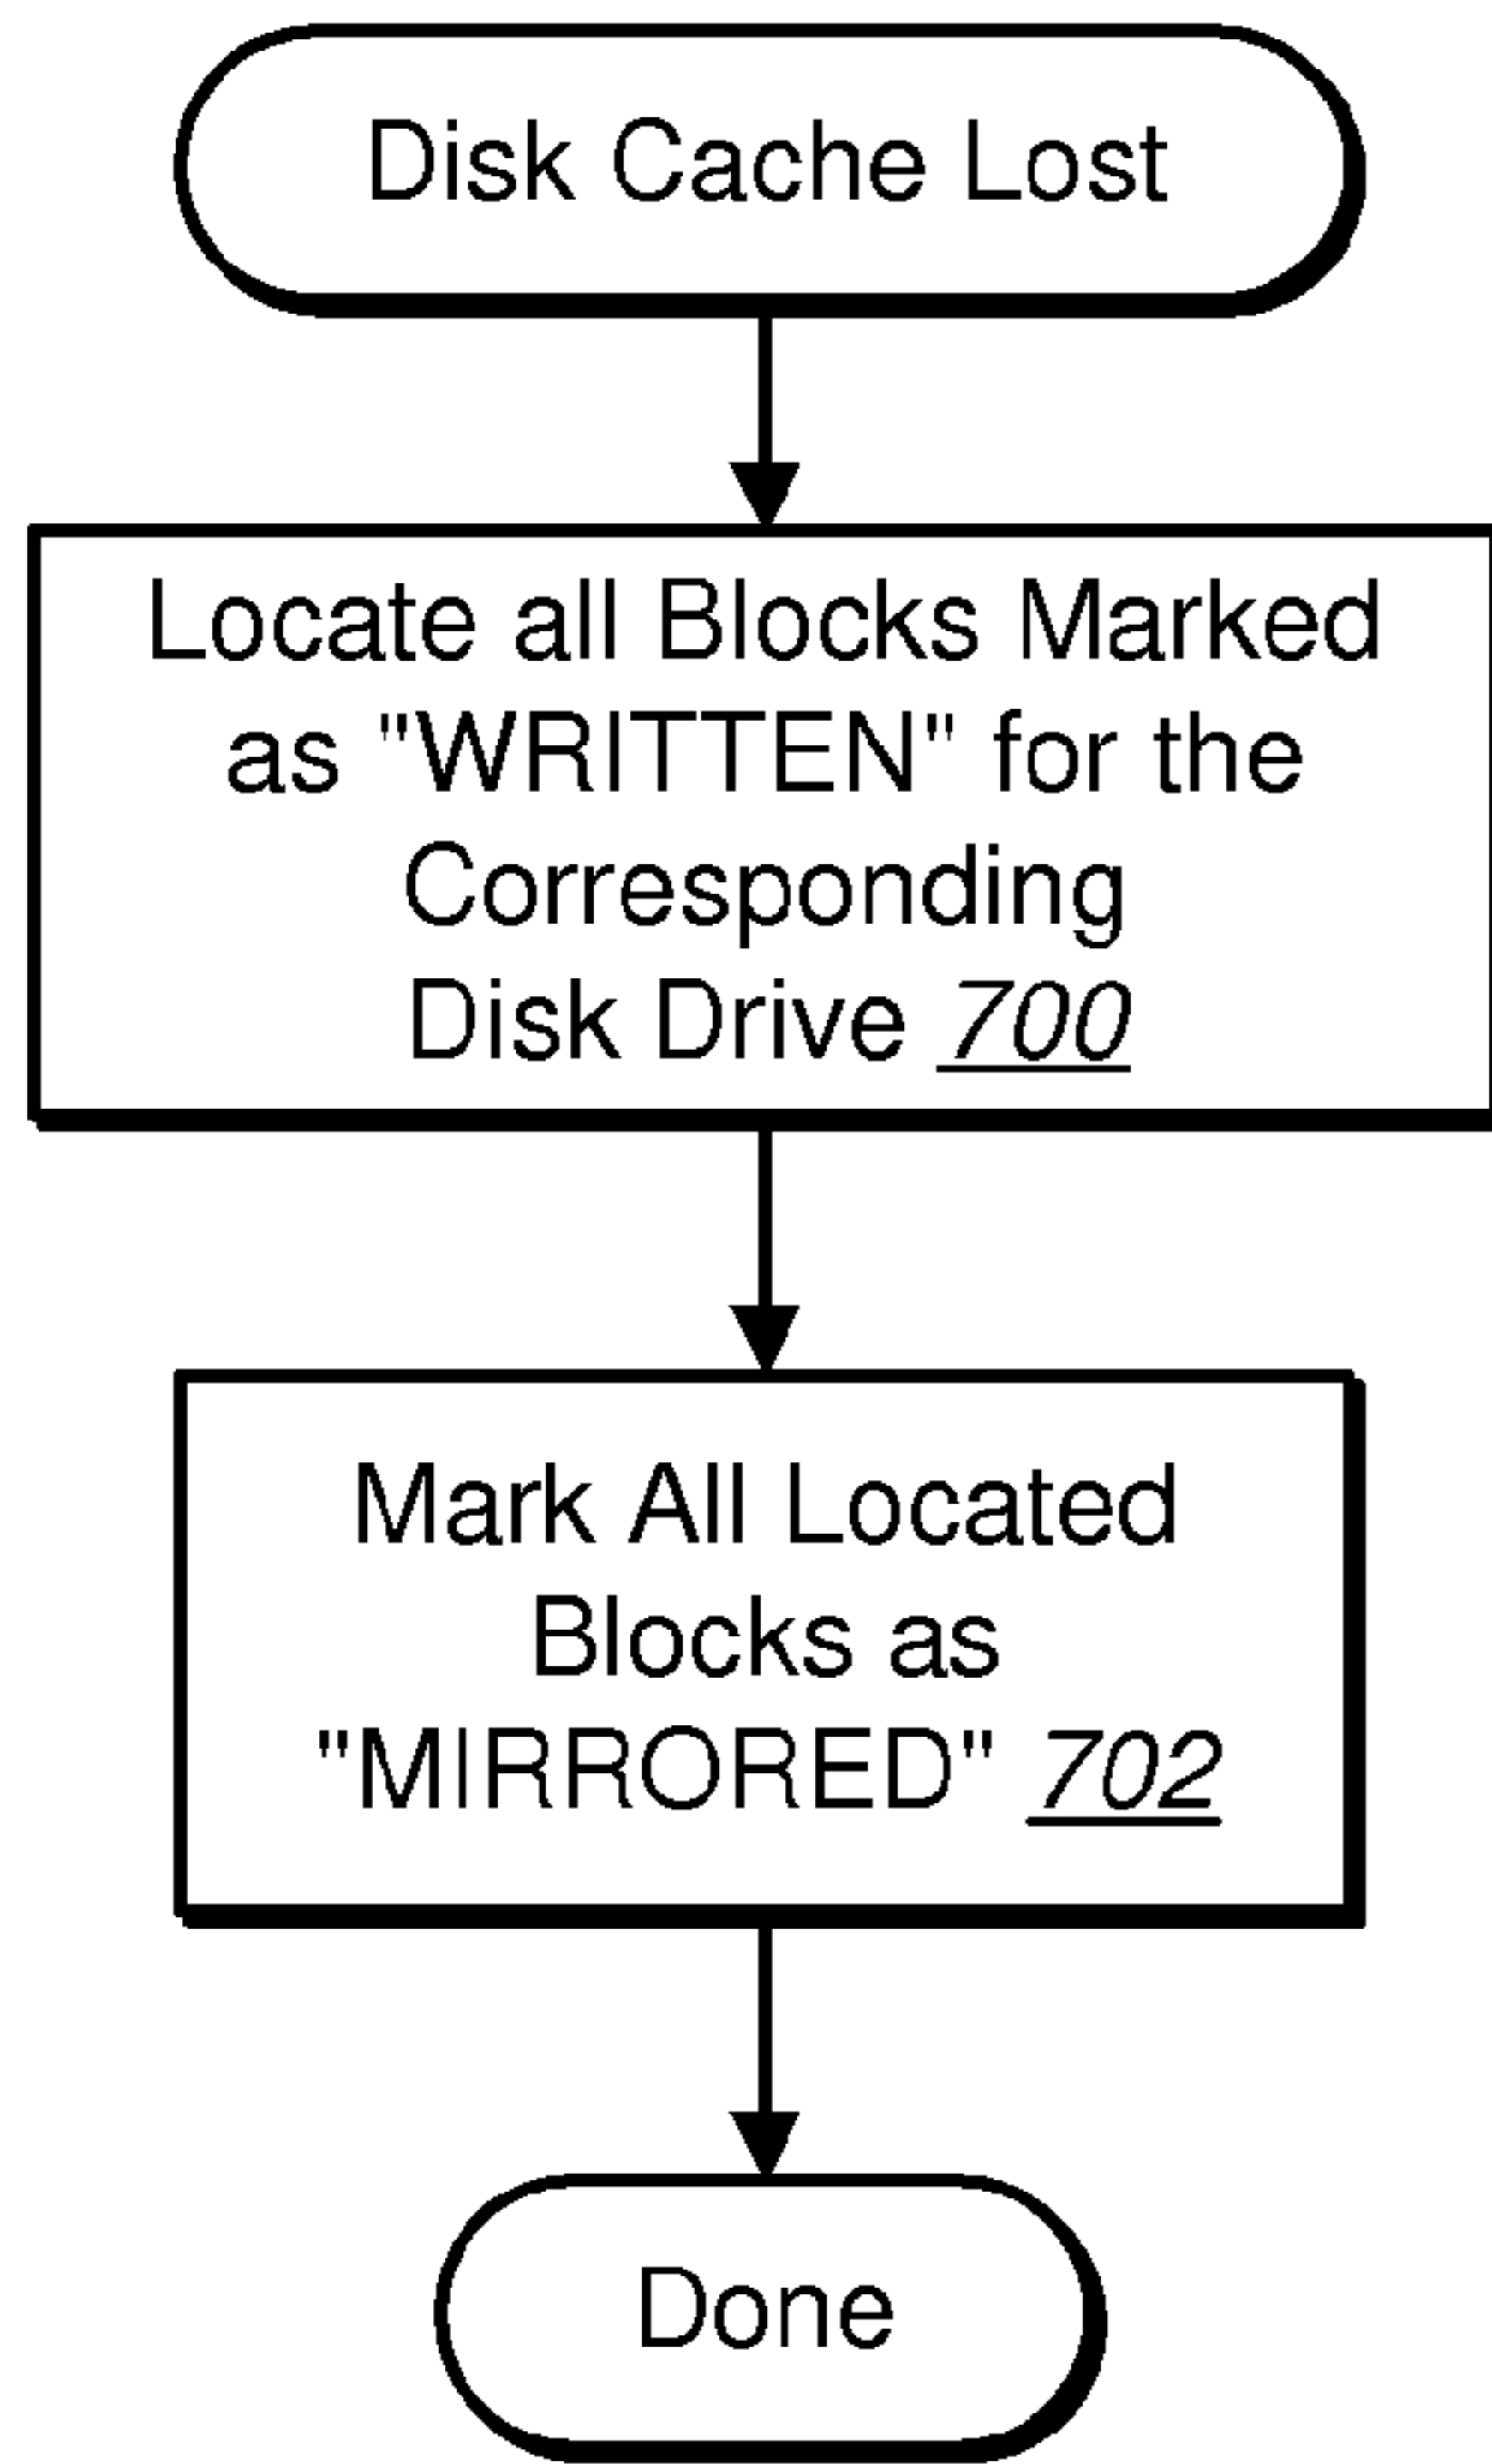 Disk Cache Lost
Locate all Blocks Marked
as "WRITTEN" for the
Corresponding
Disk Drive 700
Mark All Located
Blocks as
"MIRRORED" 702
Done